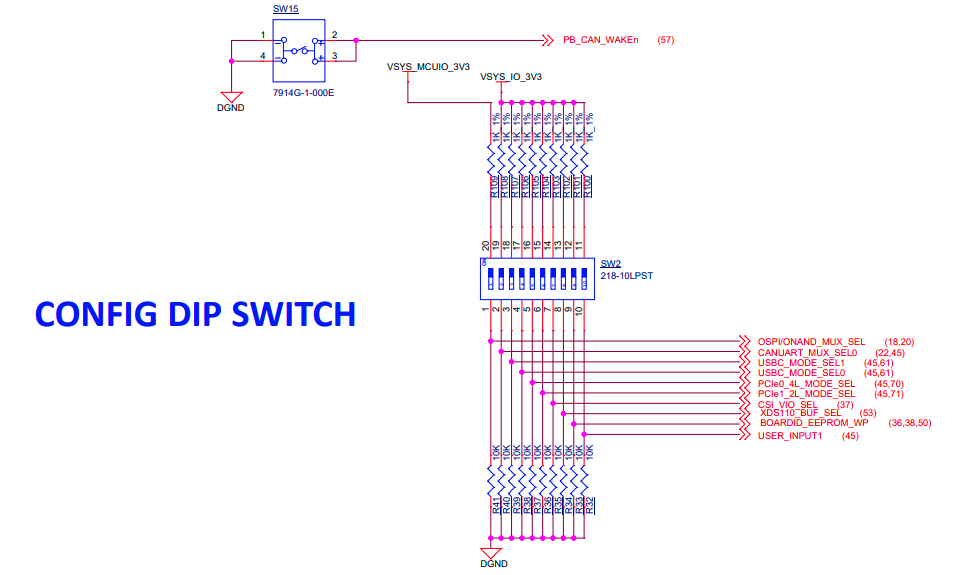 SW15
1
2
PB_CAN_WAKEn (57)
4
3
7914G-1-000E
DGND
VSYS_MCUIO_3V3
VSYS_IO_3V3
1K_1%
1K_1%
1K_1%
1K_1%
1K_1%
1K_1%
1K_1%
1K_1%
1K_1%
1K_1%
R109
R108
R107
R106
R105
R104
R103
R102
R101
R100
20
19
18
17
16
15
14
13
12
11
SW2
218-10LPST
CONFIG DIP SWITCH
1
2
3
4
5
6
7
8
9
10
OSPI/ONAND_MUX_SEL (18,20)
CANUART_MUX_SEL0 (22,45)
USBC_MODE_SEL1 (45,61)
USBC_MODE_SEL0 (45,61)
PCIe0_4L_MODE_SEL (45,70)
PCIe1_2L_MODE_SEL (45,71)
CSI_VIO_SEL (37)
XDS110_BUF_SEL (53)
BOARDID_EEPROM_WP (36,38,50)
USER_INPUT1 (45)
10K
10K
10K
10K
10K
10K
10K
10K
10K
10K
R41
R40
R39
R38
R37
R36
R35
R34
R33
R32
DGND